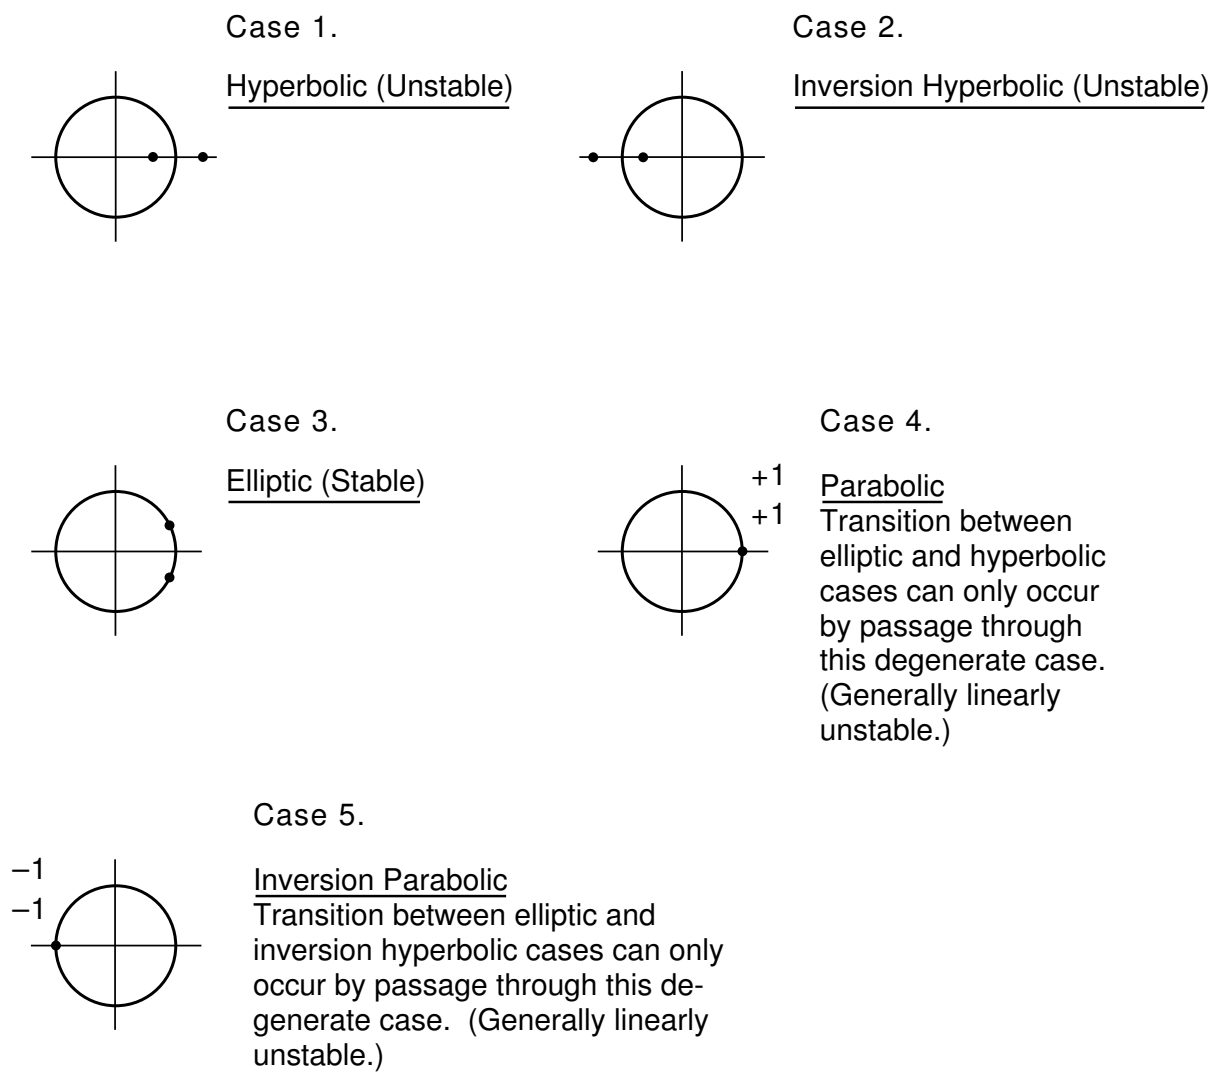 Case 1.
Hyperbolic (Unstable)
Case 2.
Inversion Hyperbolic (Unstable)
Case 3.
Elliptic (Stable)
Case 4.
+1
+1
Parabolic
Transition between
elliptic and hyperbolic
cases can only occur
by passage through
this degenerate case.
(Generally linearly
unstable.)
Case 5.
–1
–1
Inversion Parabolic
Transition between elliptic and
inversion hyperbolic cases can only
occur by passage through this de-
generate case.  (Generally linearly
unstable.)